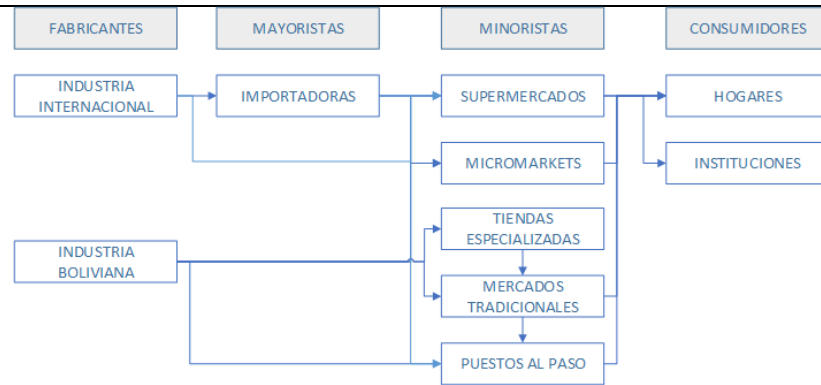 FABRICANTES
MAYORISTAS
MINORISTAS
CONSUMIDORES
INDUSTRIA
INTERNACIONAL
IMPORTADORAS
SUPERMERCADOS
HOGARES
MICROMARKETS
INSTITUCIONES
TIENDAS
ESPECIALIZADAS
INDUSTRIA
BOLIVIANA
MERCADOS
TRADICIONALES
PUESTOS AL PASO